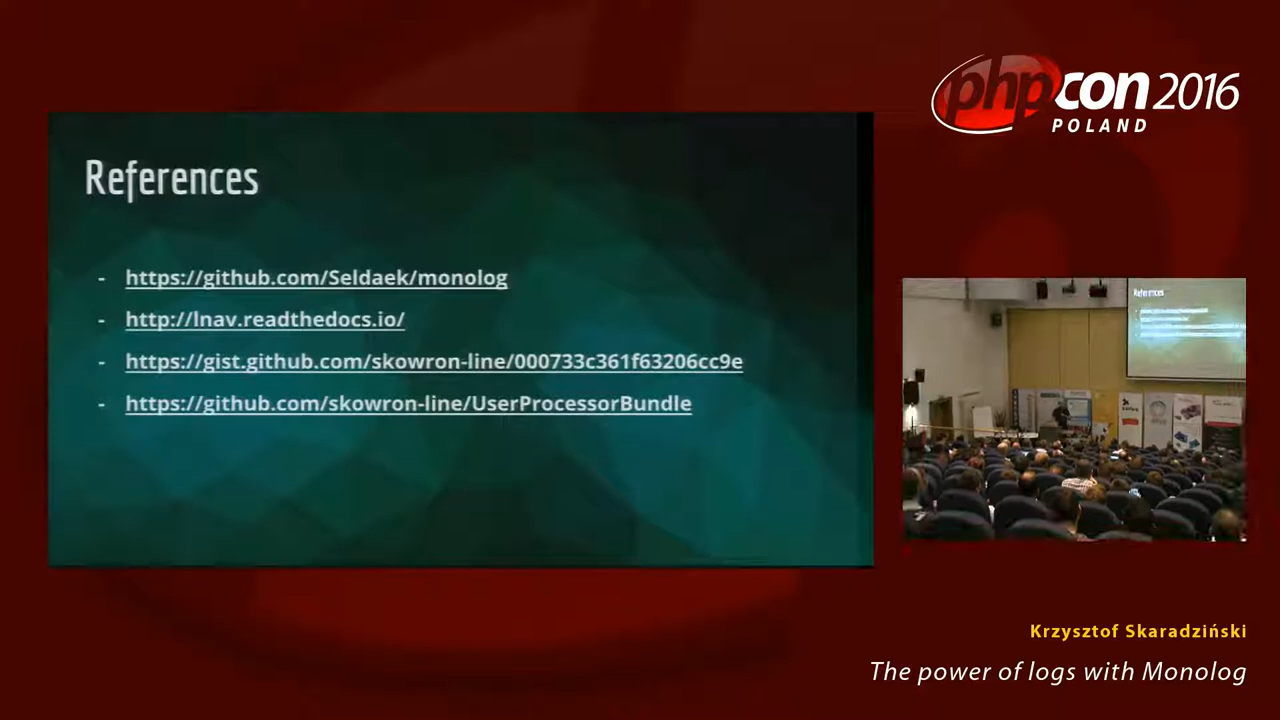 phpcon 2016
POLAND
References
- https://github.com/Seldaek/monolog
- http://lnav.readthedocs.io/
- https://gist.github.com/skowron-line/000733c361f63206cc9e
- https://github.com/skowron-line/UserProcessorBundle
References
Krzysztof Skaradziński
The power of logs with Monolog